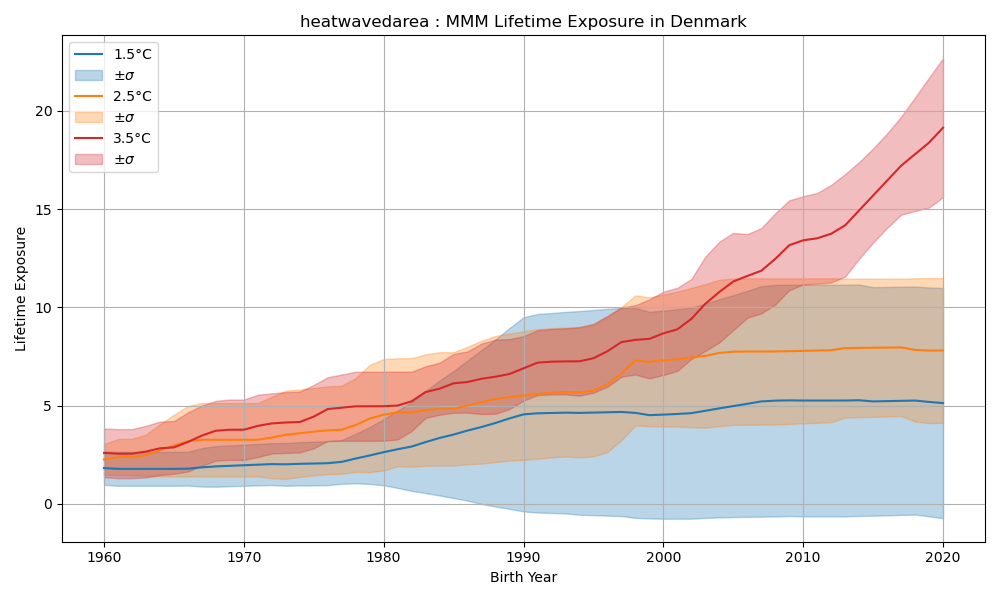 heatwavedarea : MMM Lifetime Exposure in Denmark
1.5°C
±σ
2.5°C
±σ
3.5°C
±σ
Lifetime Exposure
20
15
10
5
0
1960 1970 1980 1990 2000 2010 2020
Birth Year